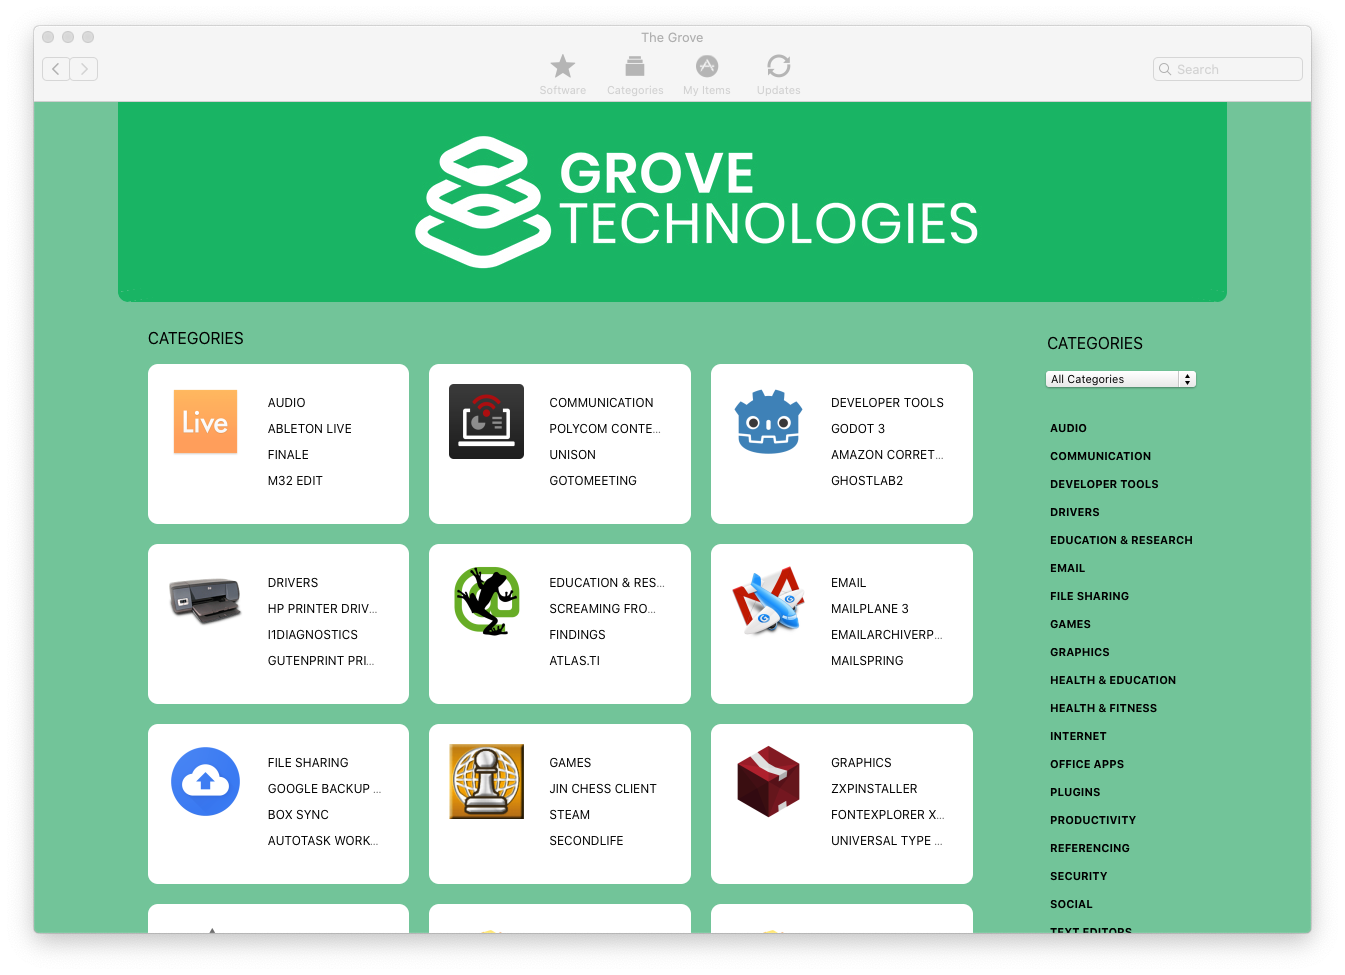 The Grove
Software
Categories
My Items
Updates
Search
GROVE
TECHNOLOGIES
CATEGORIES
Live
AUDIO
ABLETON LIVE
FINALE
M32 EDIT
COMMUNICATION
POLYCOM CONTE...
UNISON
GOTOMEETING
DEVELOPER TOOLS
GODOT 3
AMAZON CORRET...
GHOSTLAB2
DRIVERS
HP PRINTER DRIV...
I1DIAGNOSTICS
GUTENPRINT PRI...
EDUCATION & RES...
SCREAMING FRO...
FINDINGS
ATLAS.TI
EMAIL
MAILPLANE 3
EMAILARCHIVERP...
MAILSPRING
FILE SHARING
GOOGLE BACKUP ...
BOX SYNC
AUTOTASK WORK...
GAMES
JIN CHESS CLIENT
STEAM
SECONDLIFE
GRAPHICS
ZXPINSTALLER
FONTEXPLORER X...
UNIVERSAL TYPE ...
CATEGORIES
All Categories
AUDIO
COMMUNICATION
DEVELOPER TOOLS
DRIVERS
EDUCATION & RESEARCH
EMAIL
FILE SHARING
GAMES
GRAPHICS
HEALTH & EDUCATION
HEALTH & FITNESS
INTERNET
OFFICE APPS
PLUGINS
PRODUCTIVITY
REFERENCING
SECURITY
SOCIAL
TEXT EDITORS